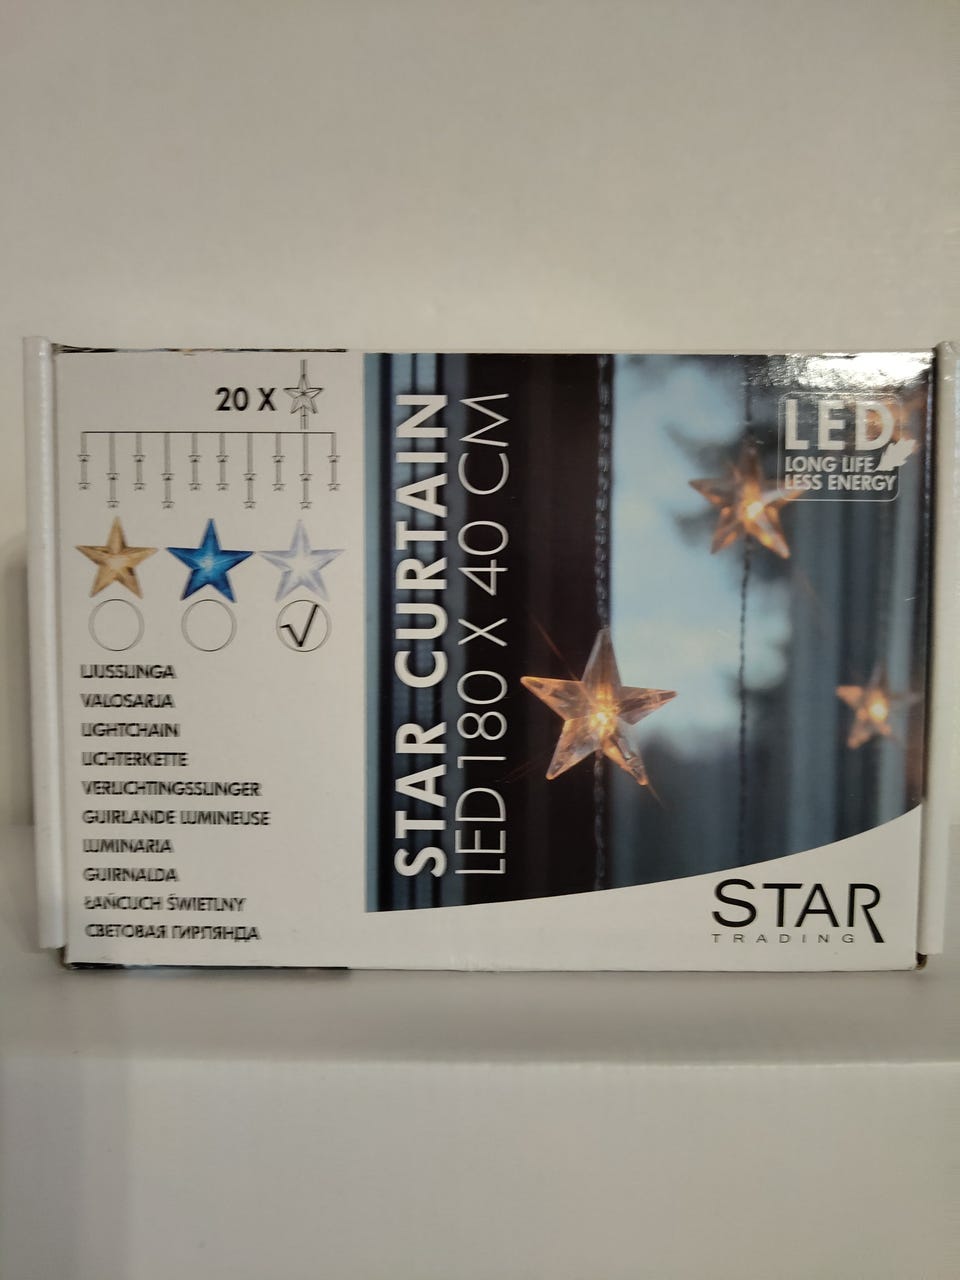 20 X
LJUSSLINGA
VALOSARJA
LIGHTCHAIN
LICHTERKETTE
VERLICHTINGSSLINGER
GUIRLANDE LUMINEUSE
LUMINARIA
GUIRNALDA
ŁAŃCUCH ŚWIETLNY
СВЕТОВАЯ ГИРЛЯНДА
STAR CURTAIN
LED 180 X 40 CM
LED
LONG LIFE
LESS ENERGY
STAR
TRADING